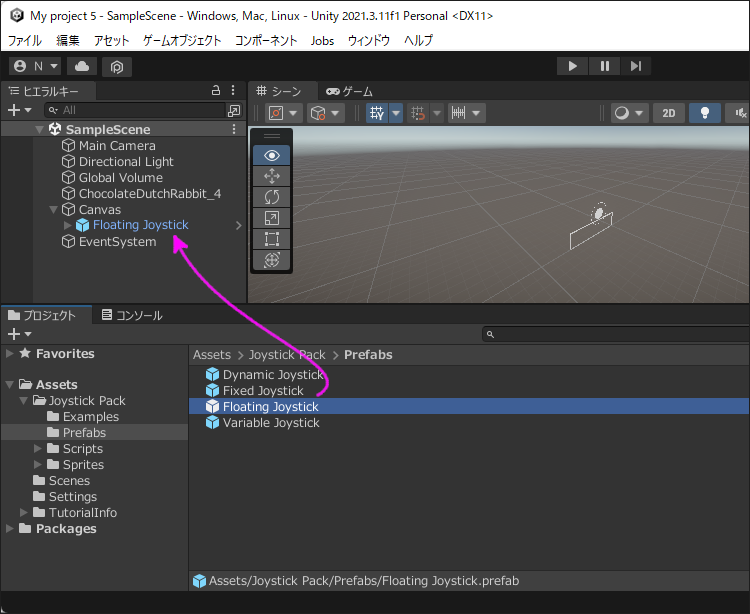 My project 5 - SampleScene - Windows, Mac, Linux - Unity 2021.3.11f1 Personal <DX11>
ファイル 編集 アセット ゲームオブジェクト コンポーネント Jobs ウィンドウ ヘルプ
N
ヒエラルキー
シーン ゲーム
All
2D
SampleScene
Main Camera
Directional Light
Global Volume
ChocolateDutchRabbit_4
Canvas
Floating Joystick
EventSystem
プロジェクト コンソール
Favorites
Assets
Joystick Pack
Examples
Prefabs
Scripts
Sprites
Scenes
Settings
TutorialInfo
Packages
Assets > Joystick Pack > Prefabs
Dynamic Joystick
Fixed Joystick
Floating Joystick
Variable Joystick
Assets/Joystick Pack/Prefabs/Floating Joystick.prefab